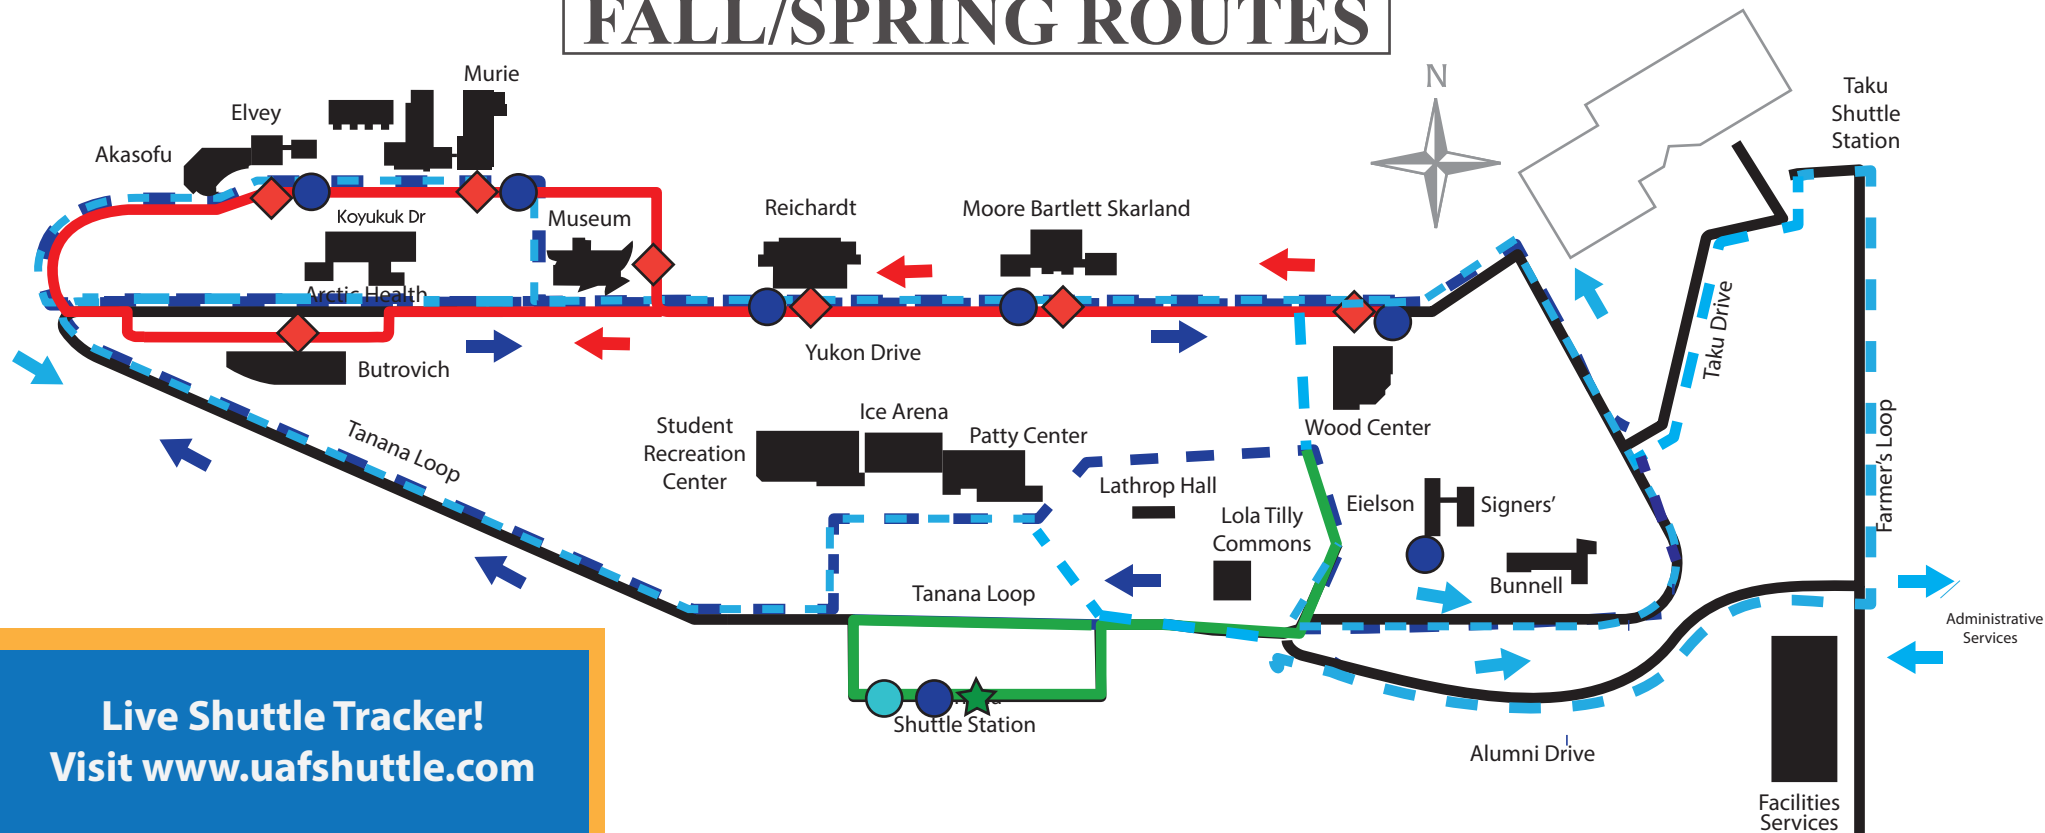 FALL/SPRING ROUTES
Murie
Elvey
Akasofu
N
Taku
Shuttle
Station
Koyukuk Dr
Museum
Reichardt
Moore Bartlett Skarland
Arctic Health
Taku Drive
Butrovich
Yukon Drive
Tanana Loop
Student
Recreation
Center
Ice Arena
Patty Center
Wood Center
Lathrop Hall
Lola Tilly
Commons
Eielson
Signers'
Bunnell
Farmer's Loop
Tanana Loop
Administrative
Services
Shuttle Station
Alumni Drive
Facilities
Services
Live Shuttle Tracker!
Visit www.uafshuttle.com